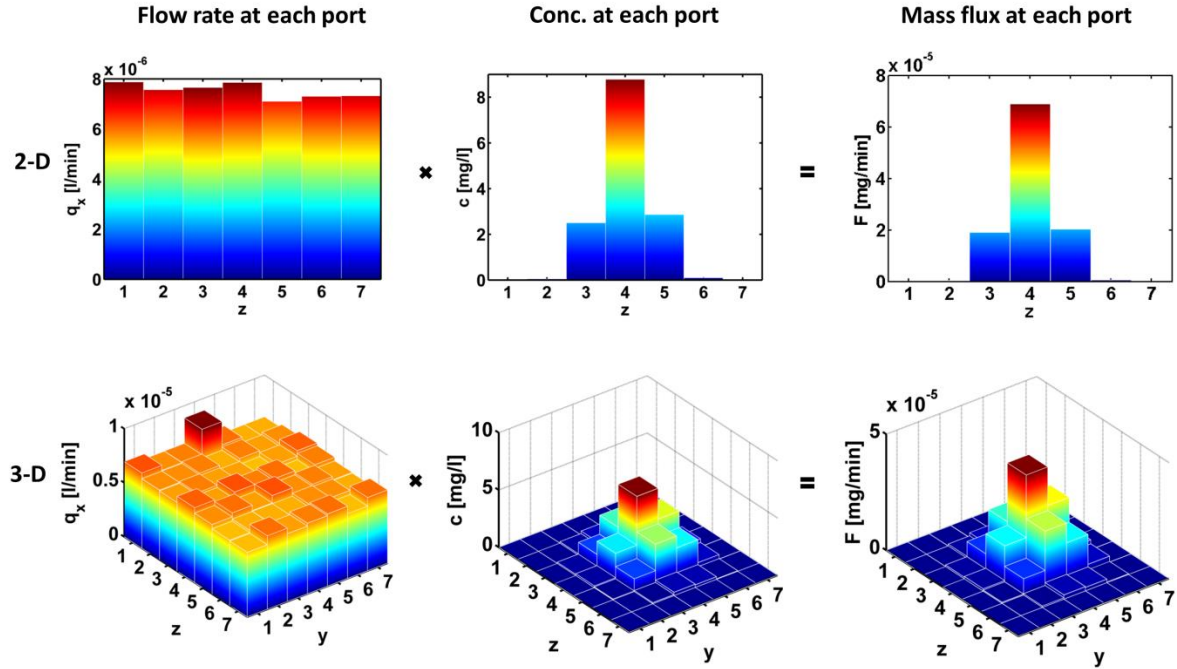 Flow rate at each port
Conc. at each port
Mass flux at each port
2-D
x 10⁻⁶
8
6
4
2
0
qₓ [l/min]
1 2 3 4 5 6 7
z
×
8
6
4
2
0
c [mg/l]
1 2 3 4 5 6 7
z
=
x 10⁻⁵
8
6
4
2
0
F [mg/min]
1 2 3 4 5 6 7
z
3-D
x 10⁻⁵
1
0.5
0
qₓ [l/min]
1 2 3 4 5 6 7
z
1 2 3 4 5 6 7
y
×
10
5
0
c [mg/l]
1 2 3 4 5 6 7
z
1 2 3 4 5 6 7
y
=
x 10⁻⁵
5
0
F [mg/min]
1 2 3 4 5 6 7
z
1 2 3 4 5 6 7
y